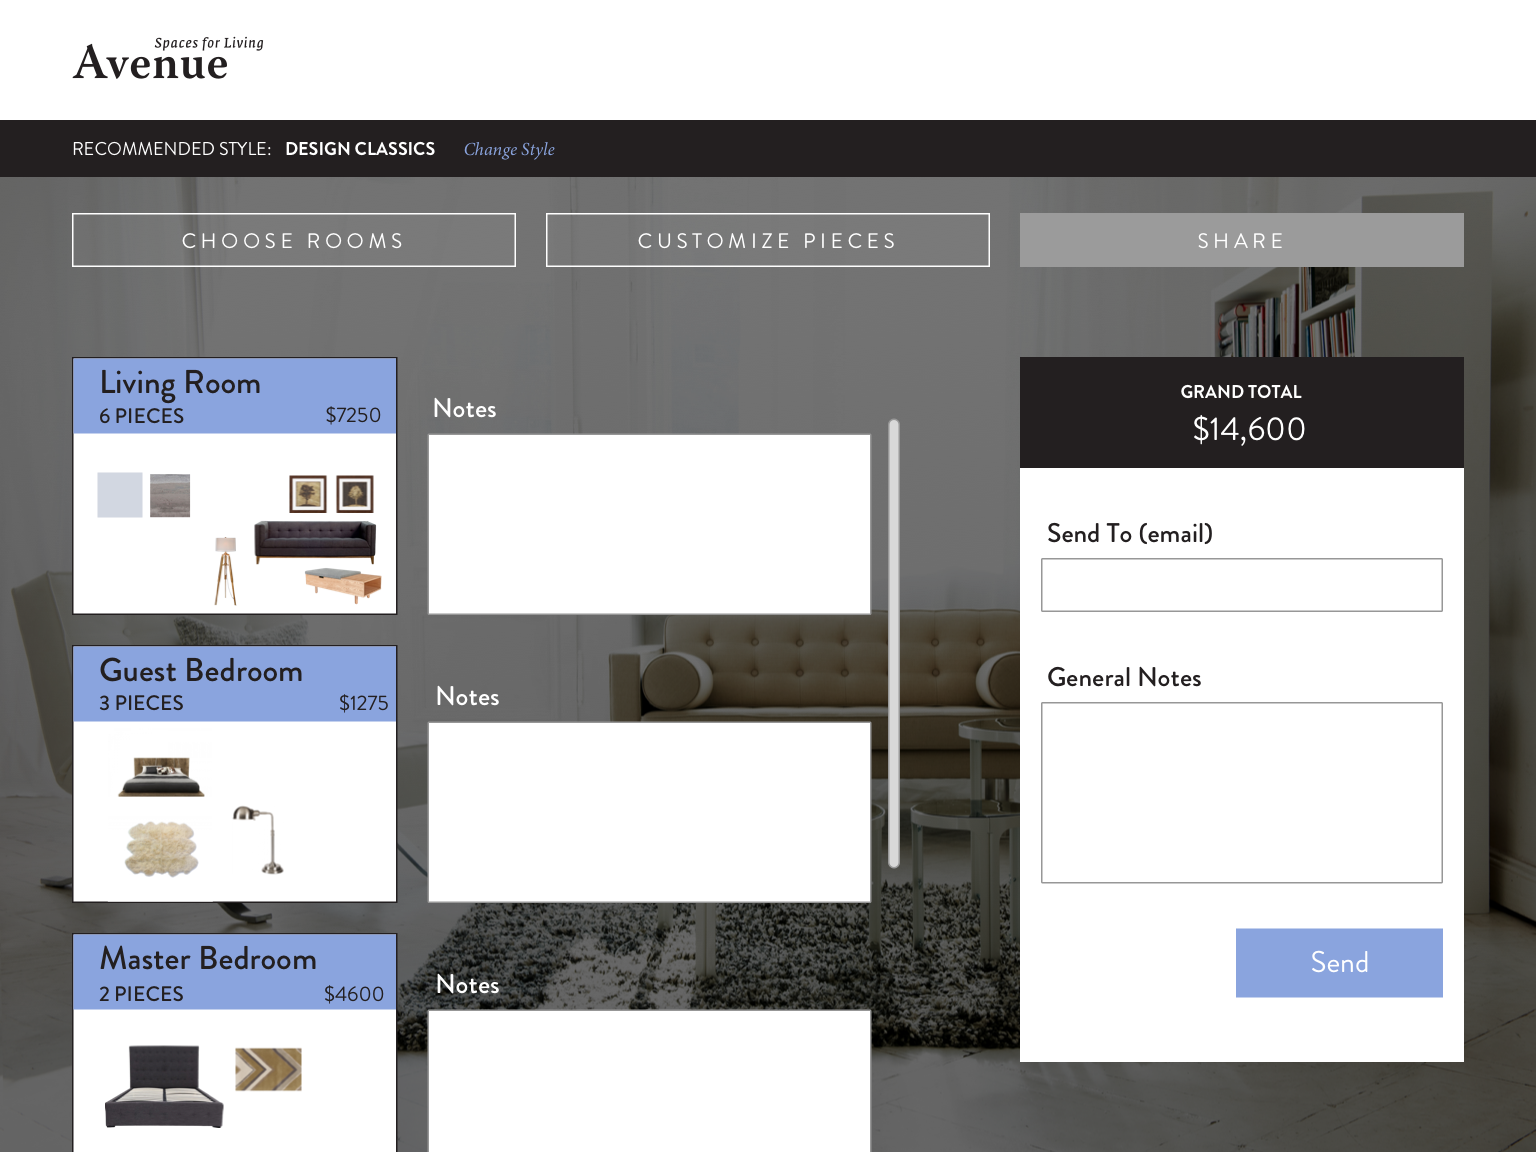 Spaces for Living
Avenue
RECOMMENDED STYLE: DESIGN CLASSICS Change Style
CHOOSE ROOMS
CUSTOMIZE PIECES
SHARE
Living Room
6 PIECES $7250
Notes
Guest Bedroom
3 PIECES $1275
Notes
Master Bedroom
2 PIECES $4600
Notes
GRAND TOTAL
$14,600
Send To (email)
General Notes
Send